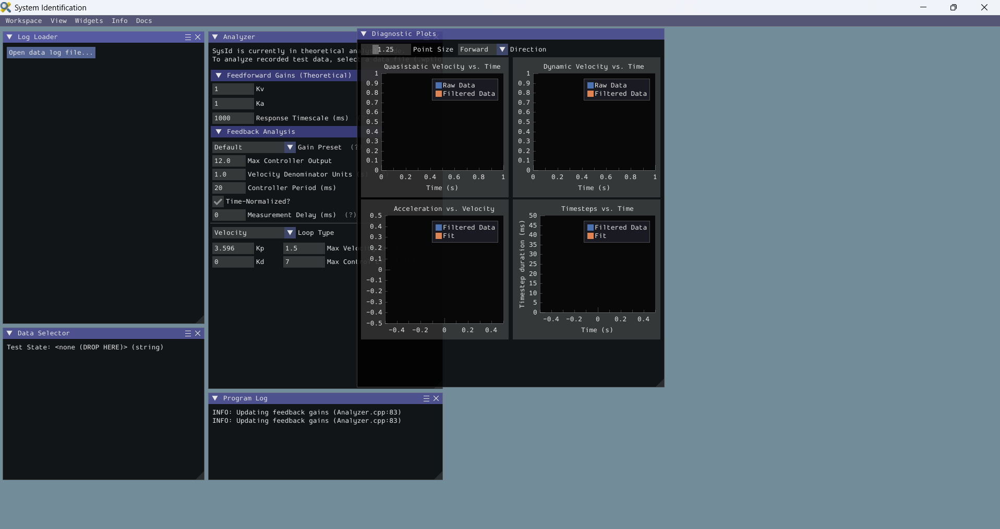 System Identification
Workspace View Widgets Info Docs
Log Loader
Open data log file...
Data Selector
Test State: <none (DROP HERE)> (string)
Analyzer
SysId is currently in theoretical analysis mode.
To analyze recorded test data, select a data file (.wpilog
Feedforward Gains (Theoretical)
1 Kv
1 Ka
1000 Response Timescale (ms) (?)
Feedback Analysis
Default Gain Preset (?)
12.0 Max Controller Output
1.0 Velocity Denominator Units (s)
20 Controller Period (ms)
Time-Normalized?
0 Measurement Delay (ms) (?)
Velocity Loop Type
3.596 Kp 1.5 Max Velo
0 Kd 7 Max Control
Program Log
INFO: Updating feedback gains (Analyzer.cpp:83)
INFO: Updating feedback gains (Analyzer.cpp:83)
Diagnostic Plots
1.25 Point Size Forward Direction
Quasistatic Velocity vs. Time
Raw Data
Filtered Data
1
0.9
0.8
0.7
0.6
0.5
0.4
0.3
0.2
0.1
0
0 0.2 0.4 0.6 0.8 1
Time (s)
Dynamic Velocity vs. Time
Raw Data
Filtered Data
1
0.9
0.8
0.7
0.6
0.5
0.4
0.3
0.2
0.1
0
0 0.2 0.4 0.6 0.8 1
Time (s)
Acceleration vs. Velocity
Filtered Data
Fit
0.5
0.4
0.3
0.2
0.1
0
-0.1
-0.2
-0.3
-0.4
-0.5
-0.4 -0.2 0 0.2 0.4
Timesteps vs. Time
Filtered Data
Fit
Timestep duration (ms)
50
45
40
35
30
25
20
15
10
5
0
-0.4 -0.2 0 0.2 0.4
Time (s)